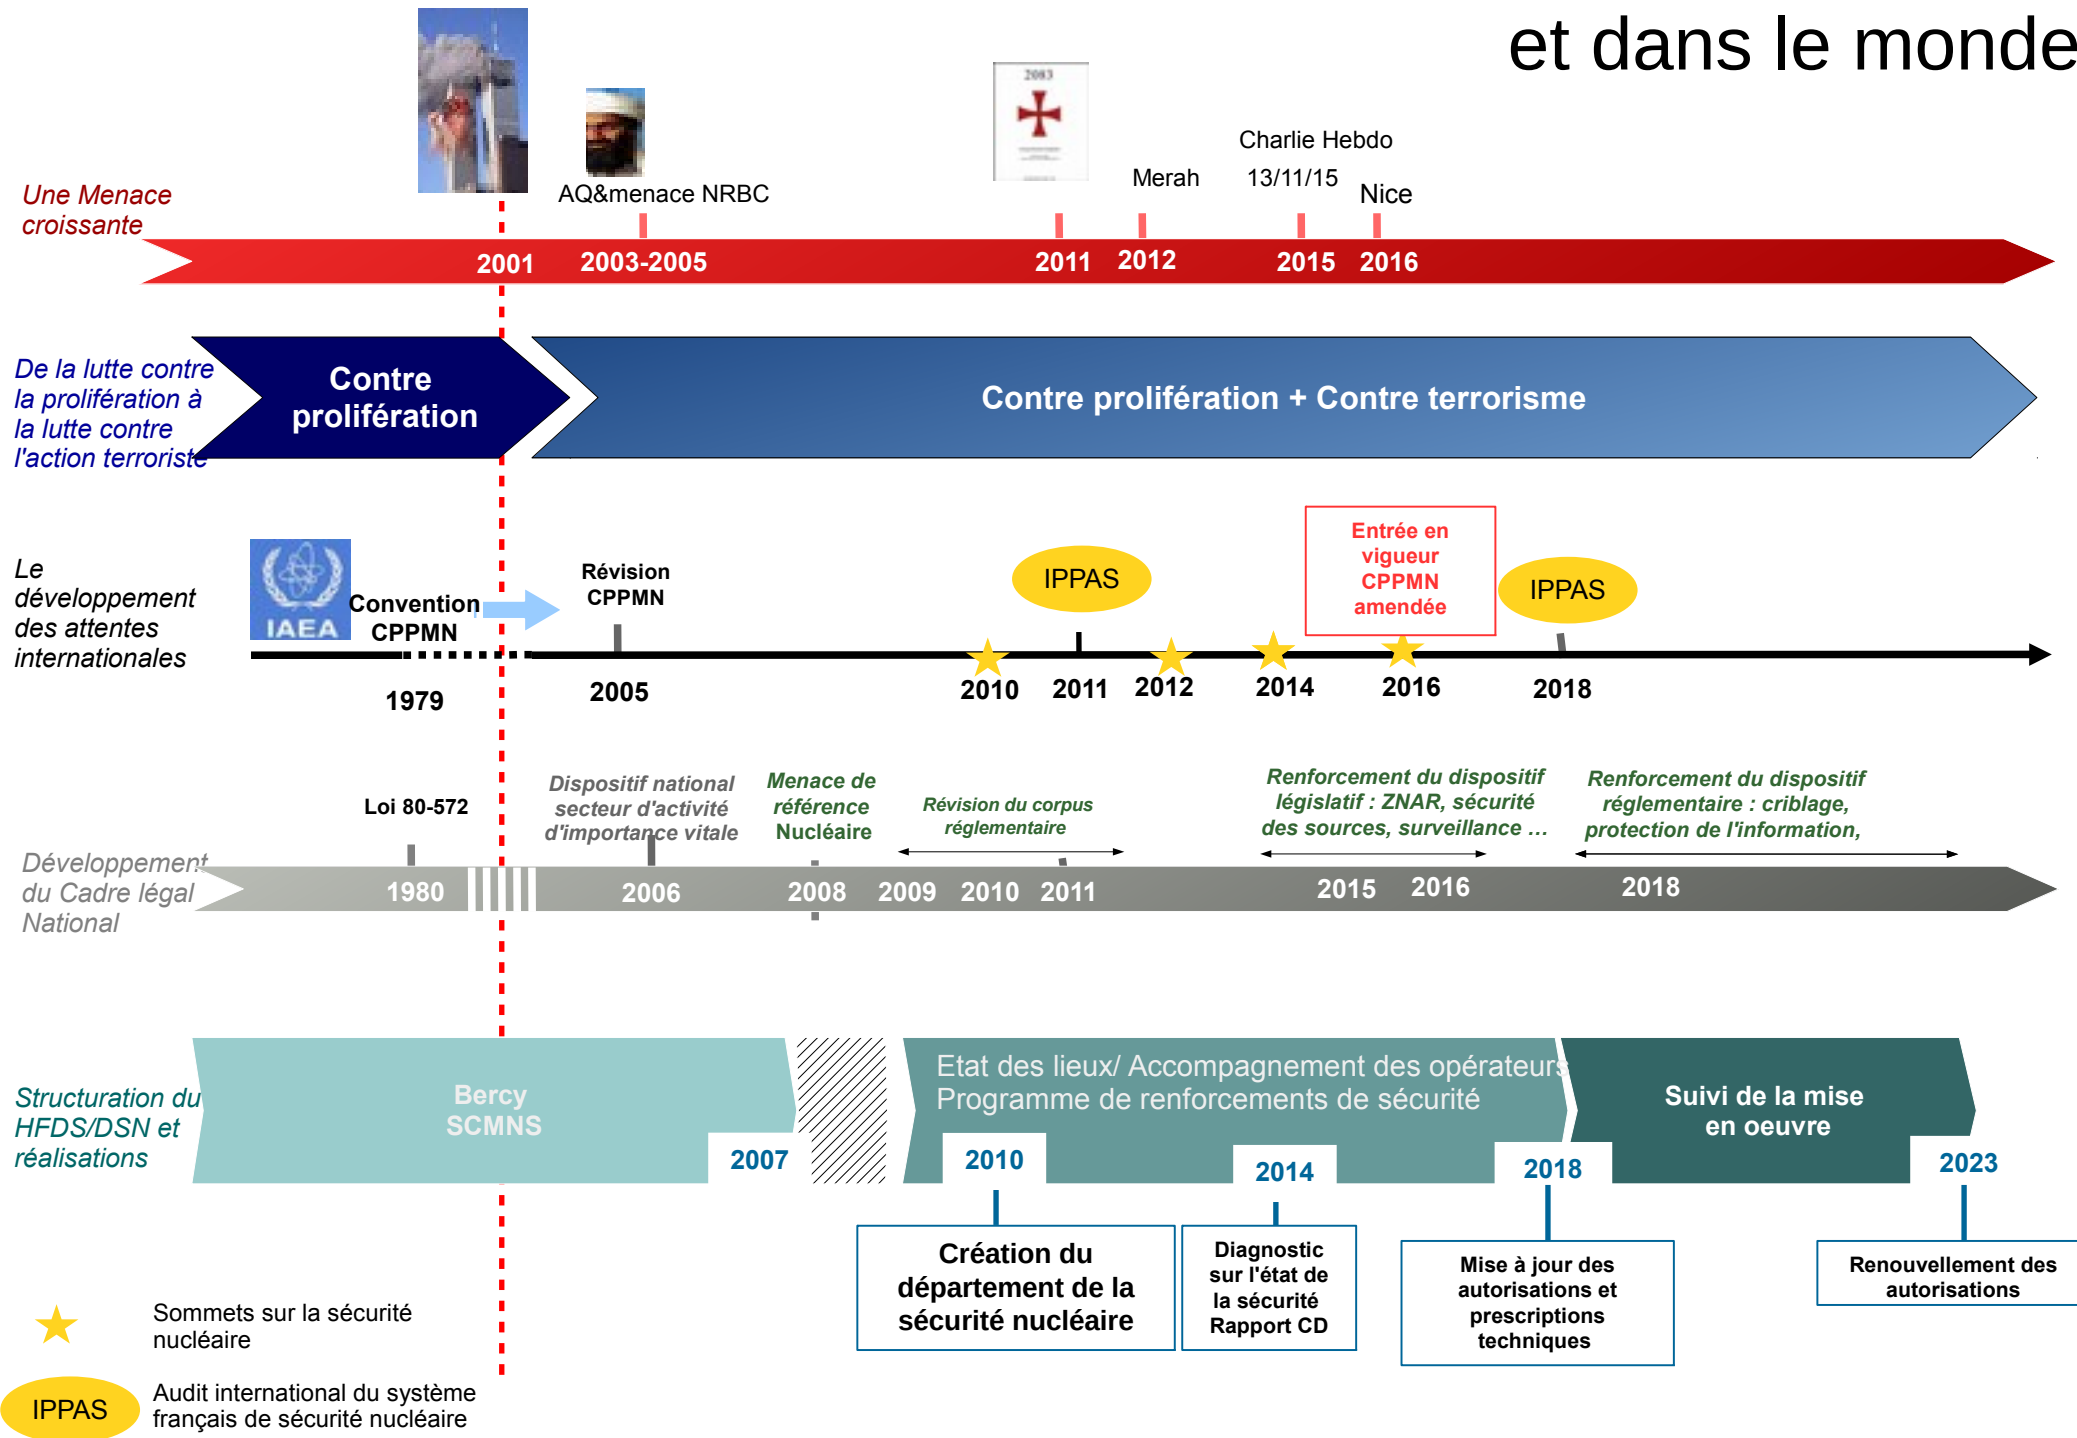 et dans le monde
2083
Charlie Hebdo
Merah
13/11/15
Nice
AQ&menace NRBC
Une Menace
croissante
2001
2003-2005
2011
2012
2015
2016
De la lutte contre
la prolifération à
la lutte contre
l'action terroriste
Contre
prolifération
Contre prolifération + Contre terrorisme
Le
développement
des attentes
internationales
IAEA
Convention
CPPMN
Révision
CPPMN
IPPAS
Entrée en
vigueur
CPPMN
amendée
IPPAS
1979
2005
2010
2011
2012
2014
2016
2018
Loi 80-572
Dispositif national
secteur d'activité
d'importance vitale
Menace de
référence
Nucléaire
Révision du corpus
réglementaire
Renforcement du dispositif
législatif : ZNAR, sécurité
des sources, surveillance …
Renforcement du dispositif
réglementaire : criblage,
protection de l'information,
Développement
du Cadre légal
National
1980
2006
2008
2009
2010
2011
2015
2016
2018
Structuration du
HFDS/DSN et
réalisations
Bercy
SCMNS
2007
Etat des lieux/ Accompagnement des opérateurs
Programme de renforcements de sécurité
2010
2014
2018
Suivi de la mise
en oeuvre
2023
Création du
département de la
sécurité nucléaire
Diagnostic
sur l'état de
la sécurité
Rapport CD
Mise à jour des
autorisations et
prescriptions
techniques
Renouvellement des
autorisations
Sommets sur la sécurité
nucléaire
IPPAS
Audit international du système
français de sécurité nucléaire